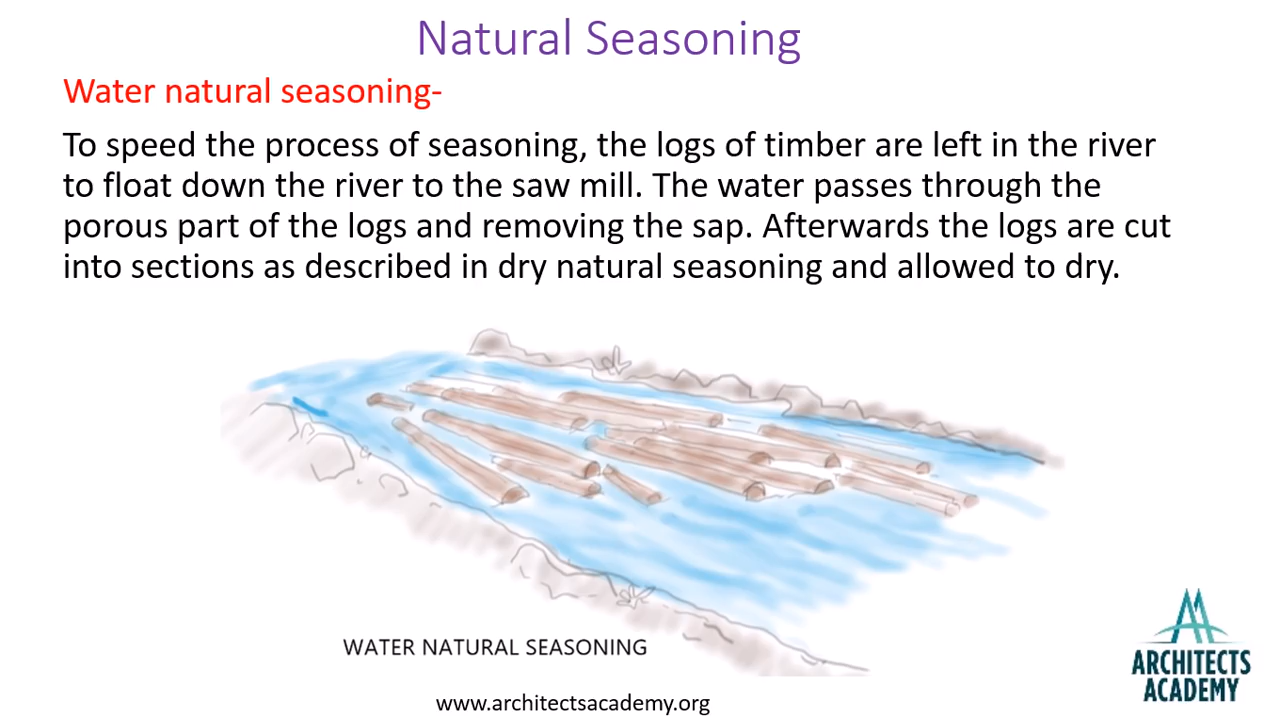 Natural Seasoning
Water natural seasoning-
To speed the process of seasoning, the logs of timber are left in the river
to float down the river to the saw mill. The water passes through the
porous part of the logs and removing the sap. Afterwards the logs are cut
into sections as described in dry natural seasoning and allowed to dry.
WATER NATURAL SEASONING
ARCHITECTS
ACADEMY
www.architectsacademy.org